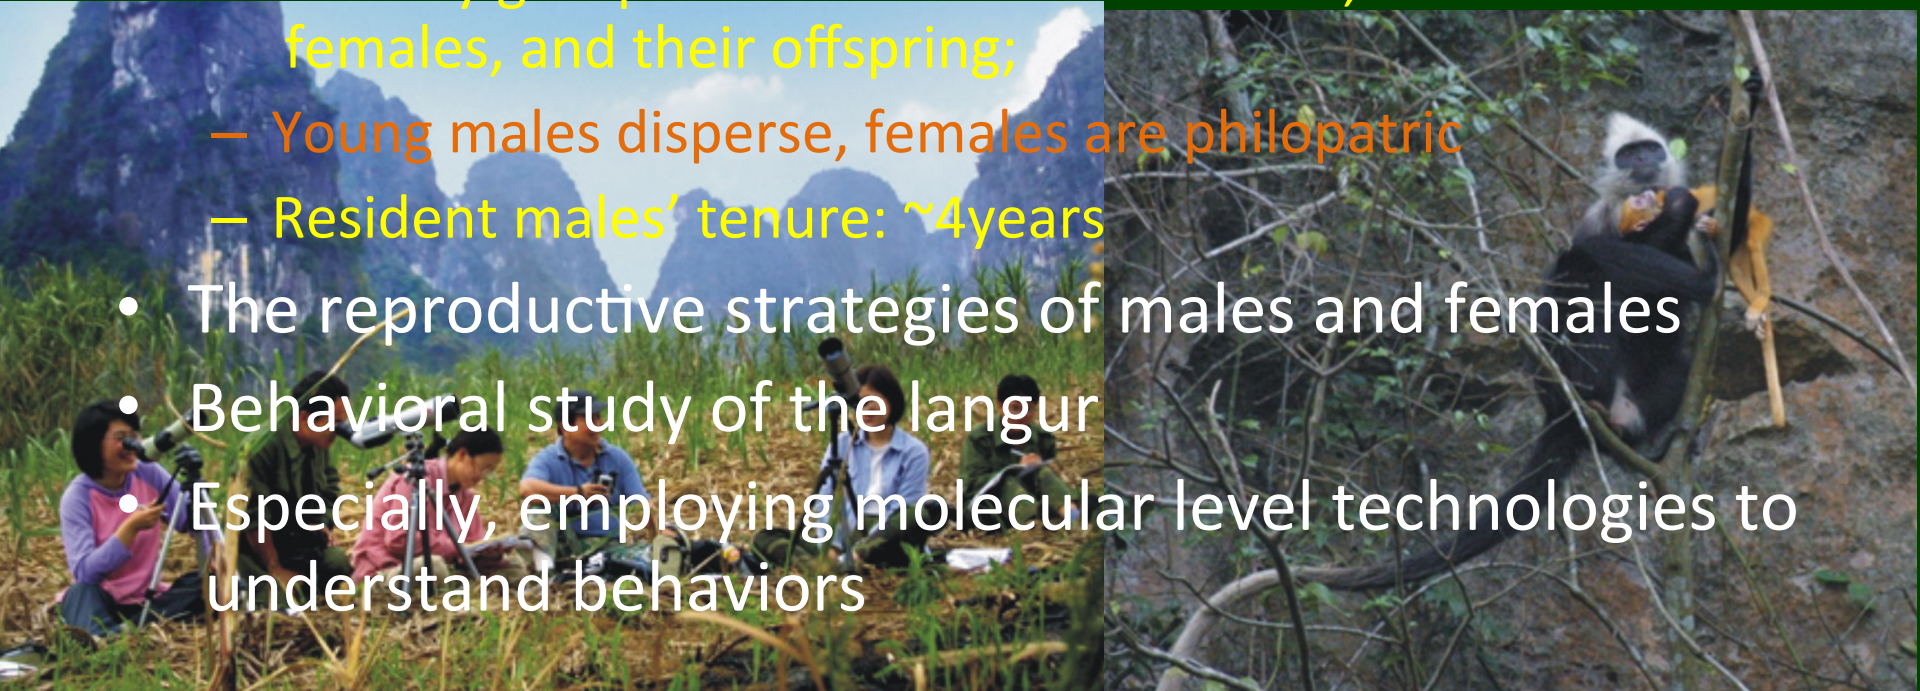 females, and their offspring;
– Young males disperse, females are philopatric
– Resident males’ tenure: ~4years
• The reproductive strategies of males and females
• Behavioral study of the langur
• Especially, employing molecular level technologies to
understand behaviors